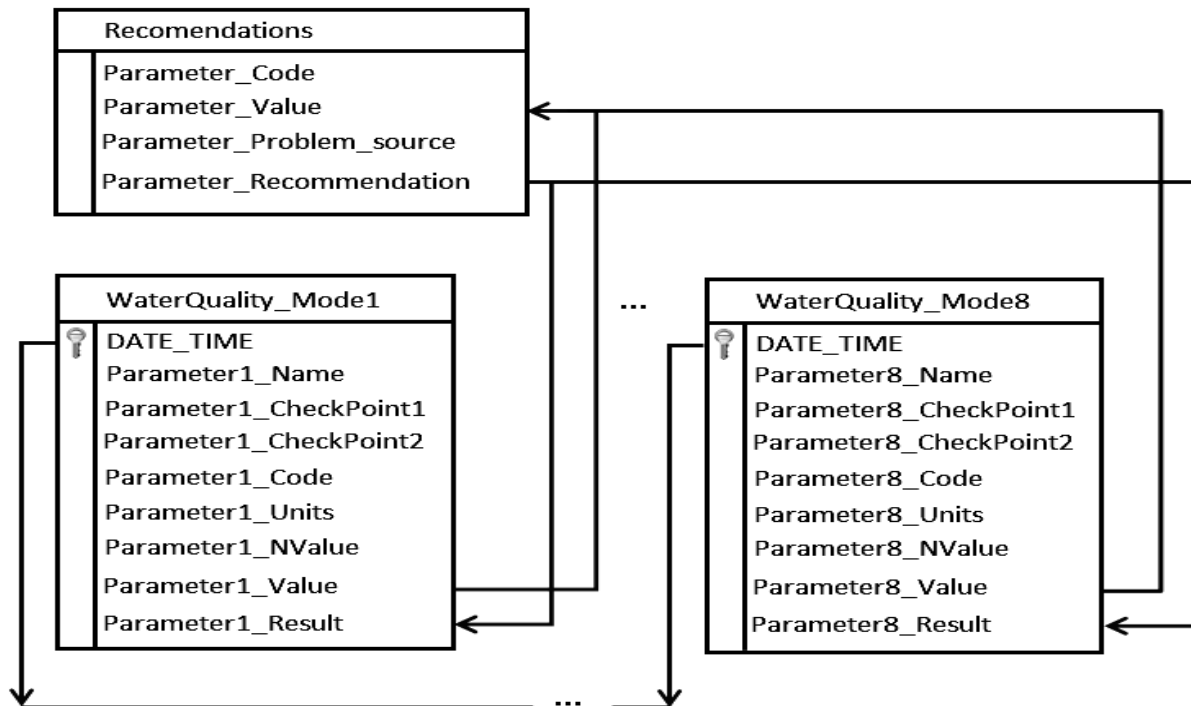 Recomendations
Parameter_Code
Parameter_Value
Parameter_Problem_source
Parameter_Recommendation
WaterQuality_Mode1
DATE_TIME
Parameter1_Name
Parameter1_CheckPoint1
Parameter1_CheckPoint2
Parameter1_Code
Parameter1_Units
Parameter1_NValue
Parameter1_Value
Parameter1_Result
...
WaterQuality_Mode8
DATE_TIME
Parameter8_Name
Parameter8_CheckPoint1
Parameter8_CheckPoint2
Parameter8_Code
Parameter8_Units
Parameter8_NValue
Parameter8_Value
Parameter8_Result
...